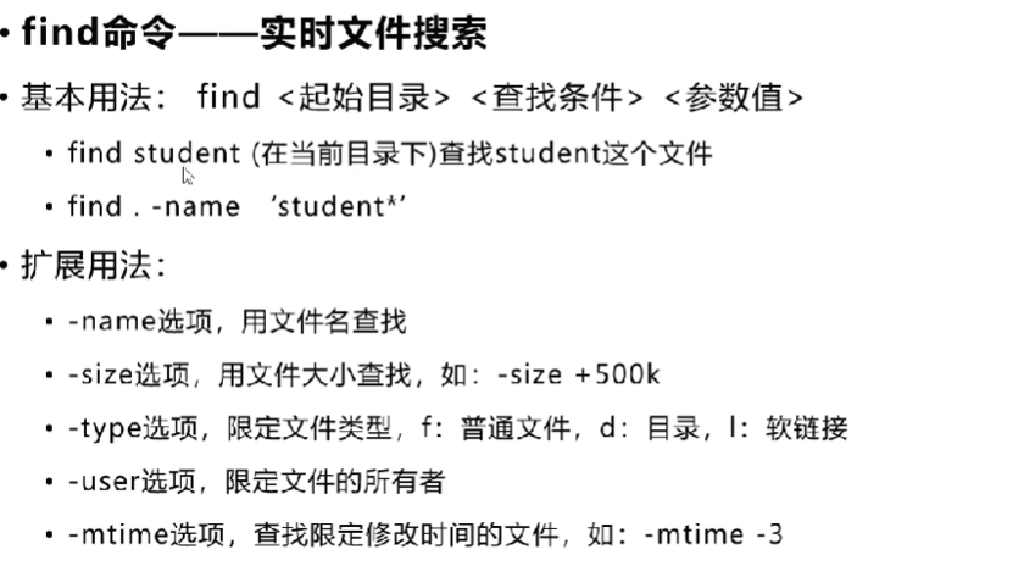 • find命令——实时文件搜索
• 基本用法： find <起始目录> <查找条件> <参数值>
• find student (在当前目录下)查找student这个文件
• find . -name 'student*'
• 扩展用法：
• -name选项，用文件名查找
• -size选项，用文件大小查找，如：-size +500k
• -type选项，限定文件类型，f：普通文件，d：目录，l：软链接
• -user选项，限定文件的所有者
• -mtime选项，查找限定修改时间的文件，如：-mtime -3